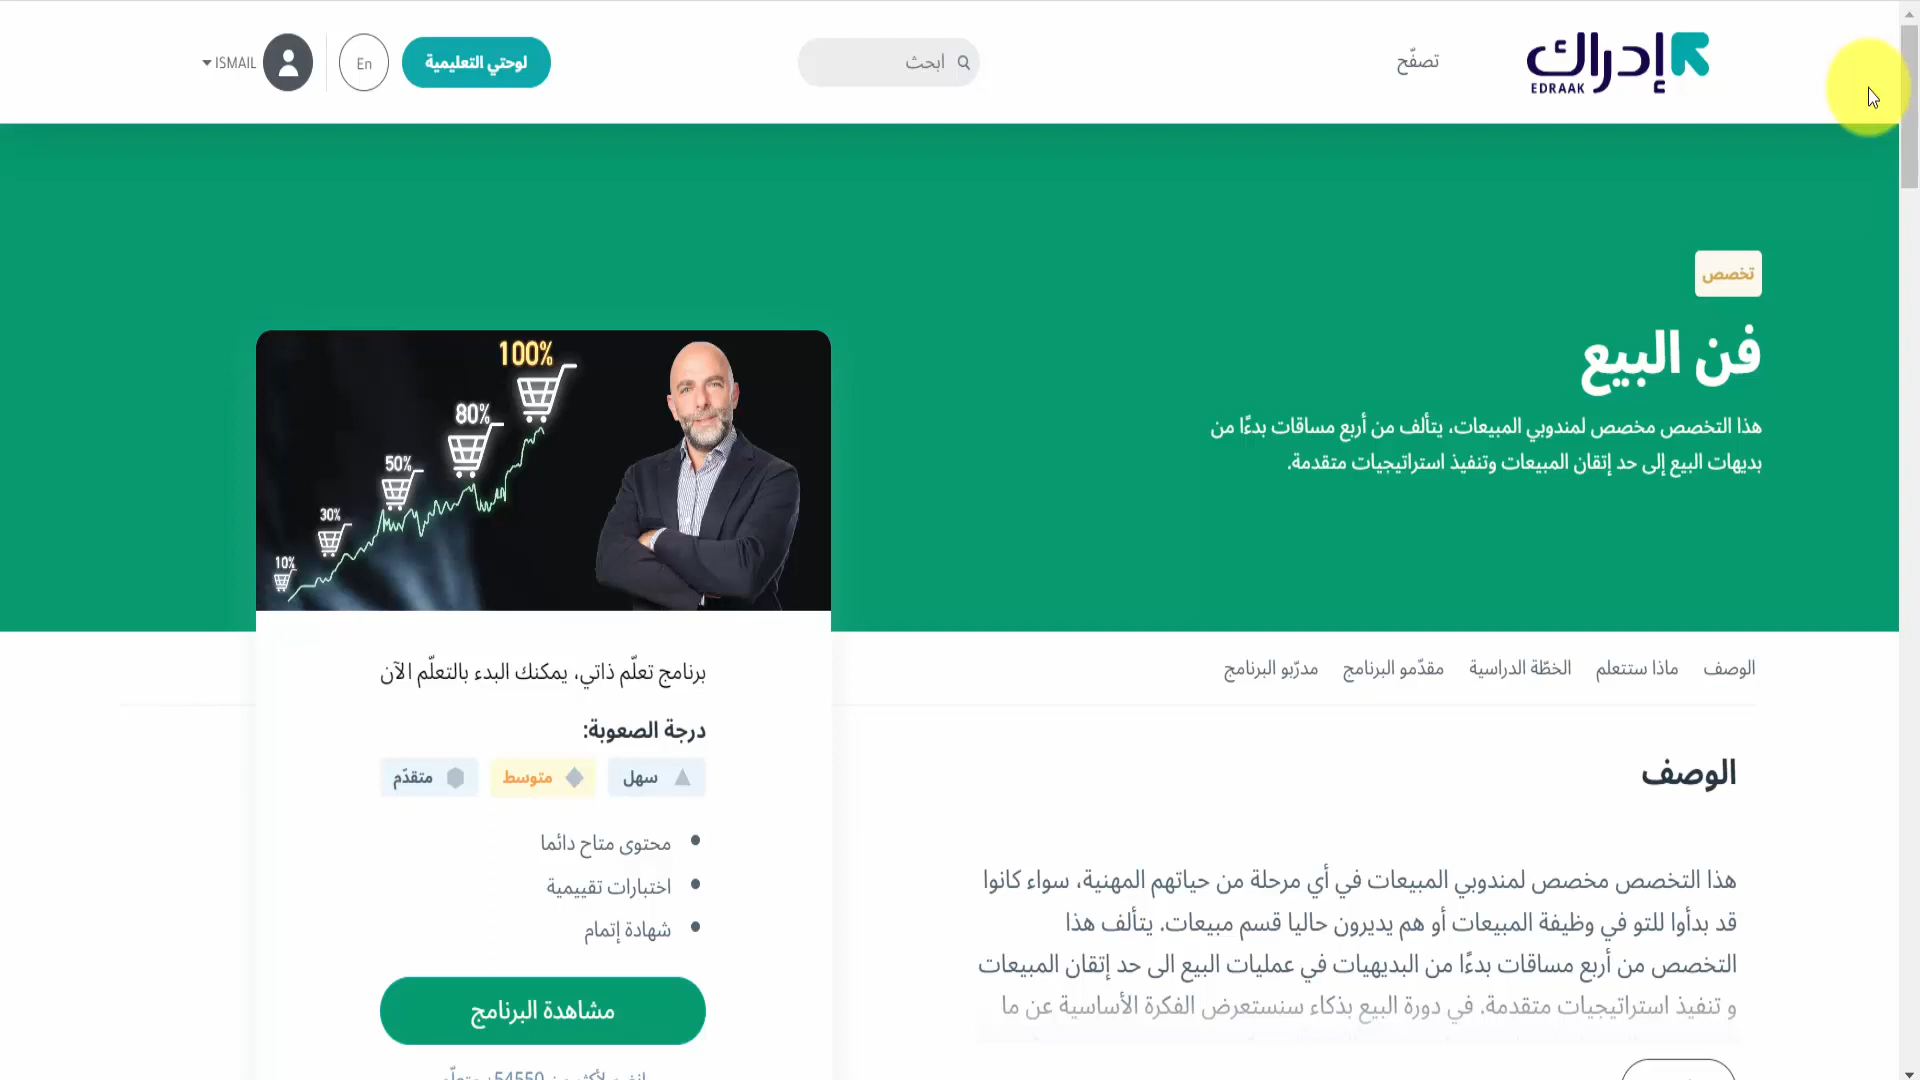 إدراك
EDRAAK
تصفّح
ابحث
لوحتي التعليمية
En
ISMAIL
تخصص
فن البيع
هذا التخصص مخصص لمندوبي المبيعات، يتألف من أربع مساقات بدءًا من
بديهات البيع إلى حد إتقان المبيعات وتنفيذ استراتيجيات متقدمة.
100%
80%
50%
30%
10%
الوصف
ماذا ستتعلم
الخطّة الدراسية
مقدّمو البرنامج
مدرّبو البرنامج
برنامج تعلّم ذاتي، يمكنك البدء بالتعلّم الآن
درجة الصعوبة:
سهل
متوسط
متقدّم
محتوى متاح دائما
اختبارات تقييمية
شهادة إتمام
مشاهدة البرنامج
الوصف
هذا التخصص مخصص لمندوبي المبيعات في أي مرحلة من حياتهم المهنية، سواء كانوا
قد بدأوا للتو في وظيفة المبيعات أو هم يديرون حاليا قسم مبيعات. يتألف هذا
التخصص من أربع مساقات بدءًا من البديهيات في عمليات البيع الى حد إتقان المبيعات
و تنفيذ استراتيجيات متقدمة. في دورة البيع بذكاء سنستعرض الفكرة الأساسية عن ما